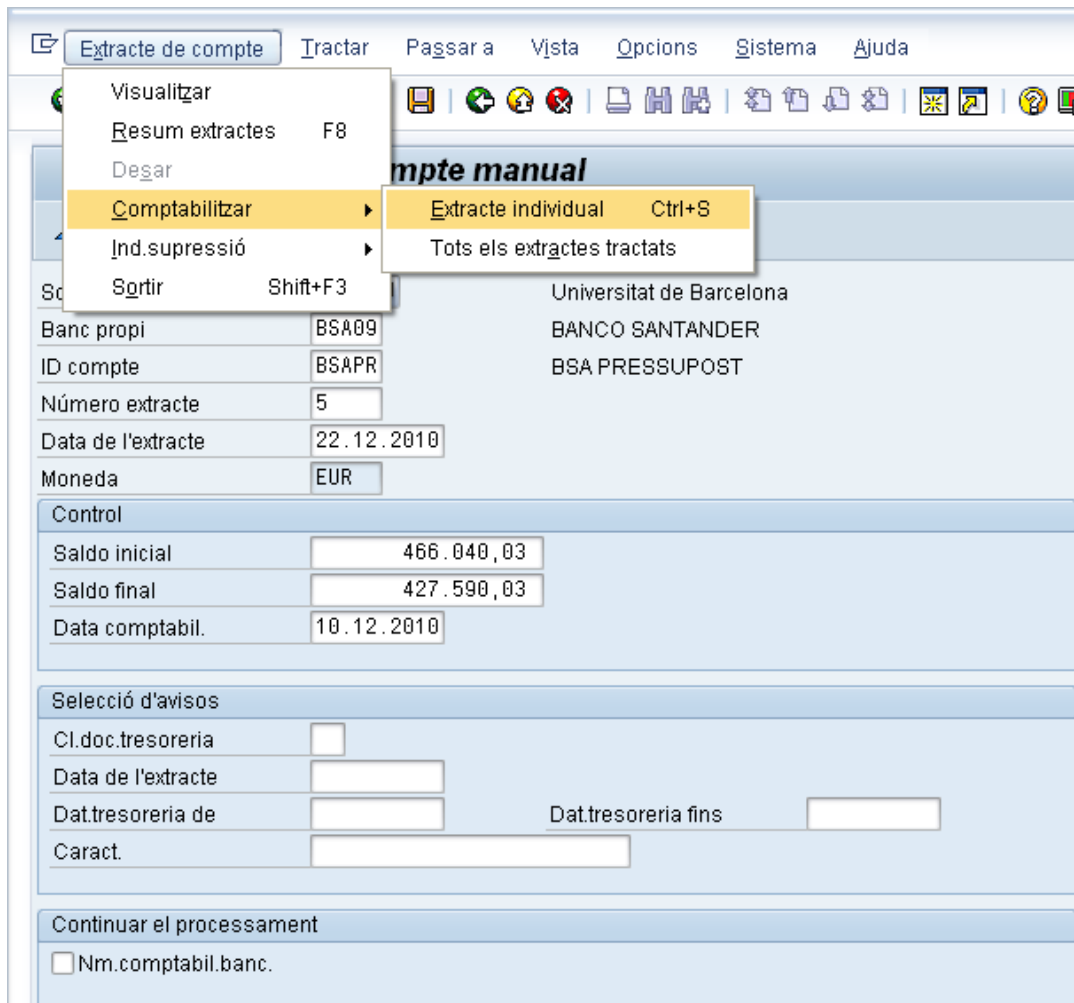 Extracte de compte Tractar Passar a Vista Opcions Sistema Ajuda
Visualitzar
Resum extractes F8
Desar
mpte manual
Comptabilitzar
Extracte individual Ctrl+S
Ind.supressió
Tots els extractes tractats
Sortir Shift+F3
Universitat de Barcelona
Banc propi BSA09 BANCO SANTANDER
ID compte BSAPR BSA PRESSUPOST
Número extracte 5
Data de l'extracte 22.12.2010
Moneda EUR
Control
Saldo inicial 466.040,03
Saldo final 427.590,03
Data comptabil. 10.12.2010
Selecció d'avisos
Cl.doc.tresoreria
Data de l'extracte
Dat.tresoreria de Dat.tresoreria fins
Caract.
Continuar el processament
Nm.comptabil.banc.